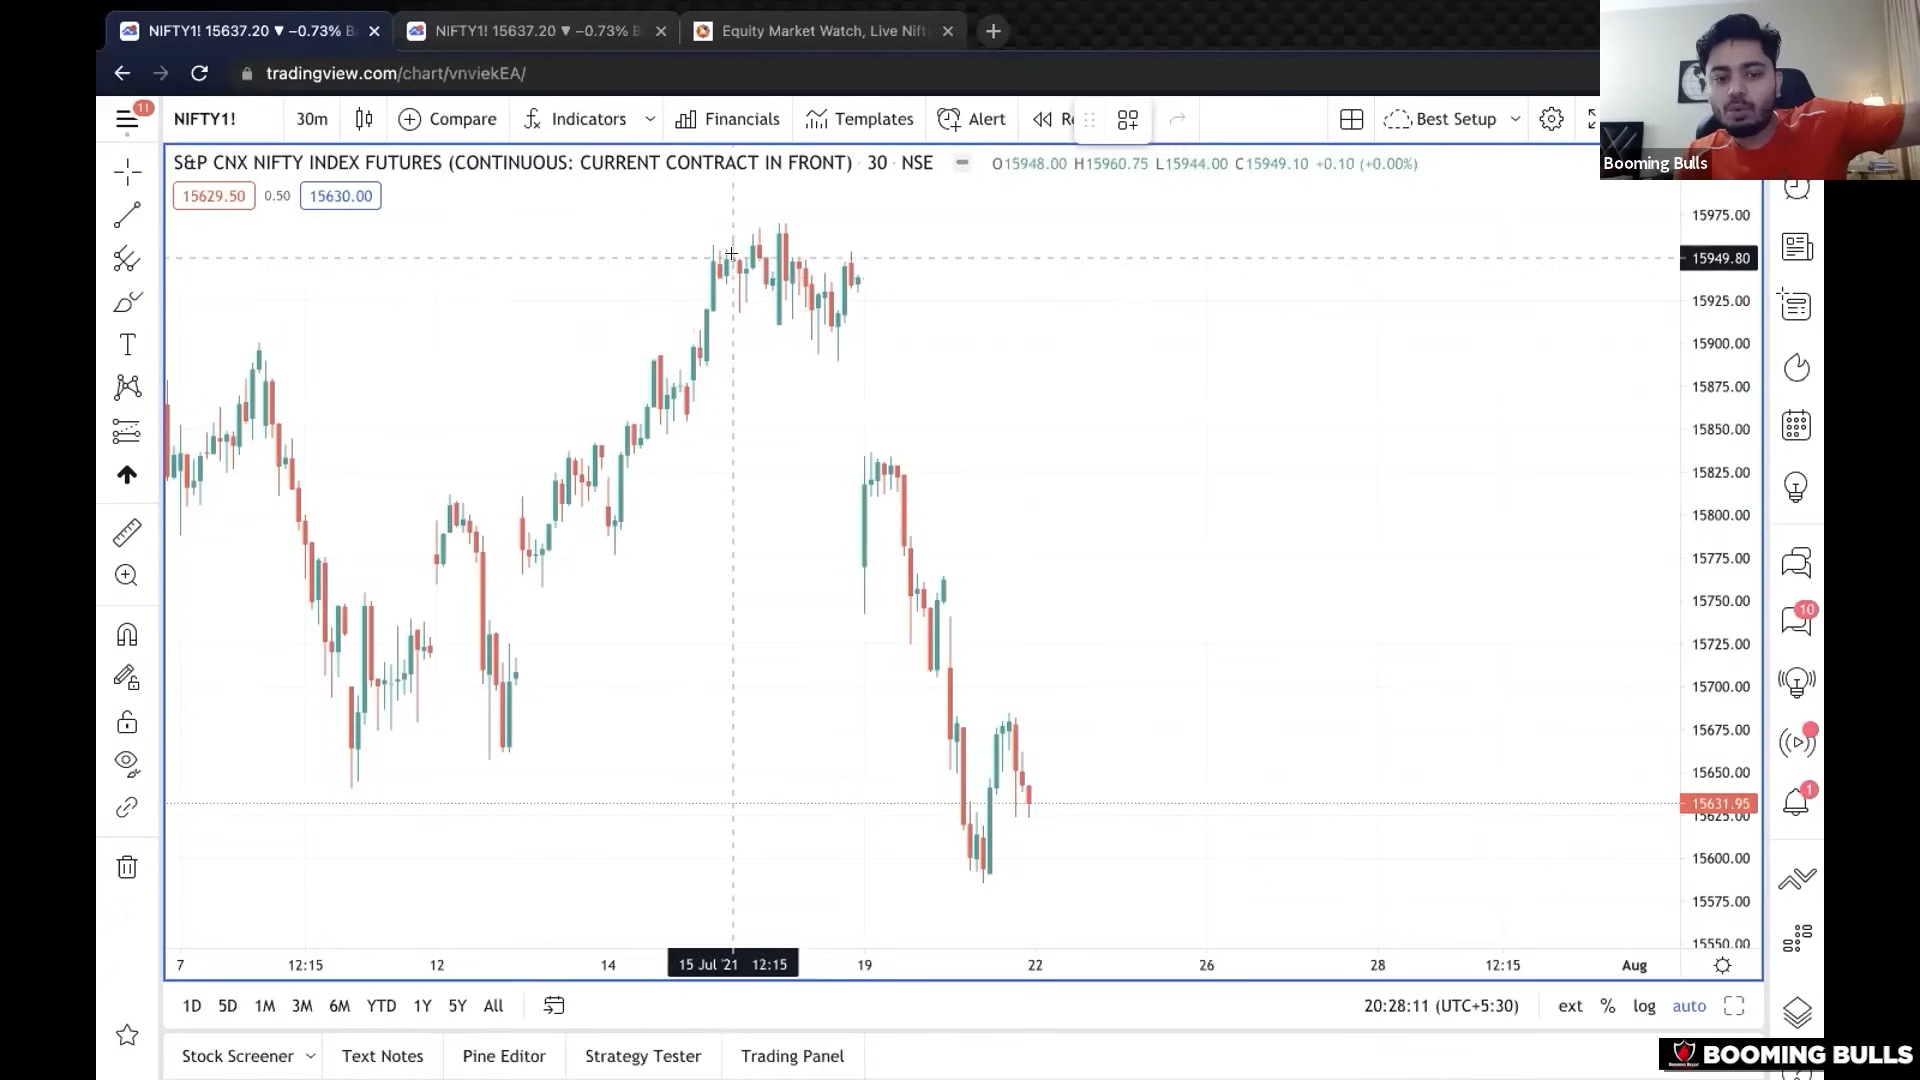 NIFTY1! 15637.20 ▼ −0.73% B
NIFTY1! 15637.20 ▼ −0.73% B
Equity Market Watch, Live Nift
tradingview.com/chart/vnviekEA/
11
NIFTY1! 30m Compare Indicators Financials Templates Alert Best Setup
Booming Bulls
S&P CNX NIFTY INDEX FUTURES (CONTINUOUS: CURRENT CONTRACT IN FRONT) · 30 · NSE O15948.00 H15960.75 L15944.00 C15949.10 +0.10 (+0.00%)
15629.50 0.50 15630.00
15975.00
15949.80
15925.00
15900.00
15875.00
15850.00
15825.00
15800.00
15775.00
15750.00
15725.00
15700.00
15675.00
15650.00
15631.95
15625.00
15600.00
15575.00
15550.00
10
1
7 12:15 12 14 15 Jul '21 12:15 19 22 26 28 12:15 Aug
1D 5D 1M 3M 6M YTD 1Y 5Y All 20:28:11 (UTC+5:30) ext % log auto
Stock Screener Text Notes Pine Editor Strategy Tester Trading Panel
BOOMING BULLS